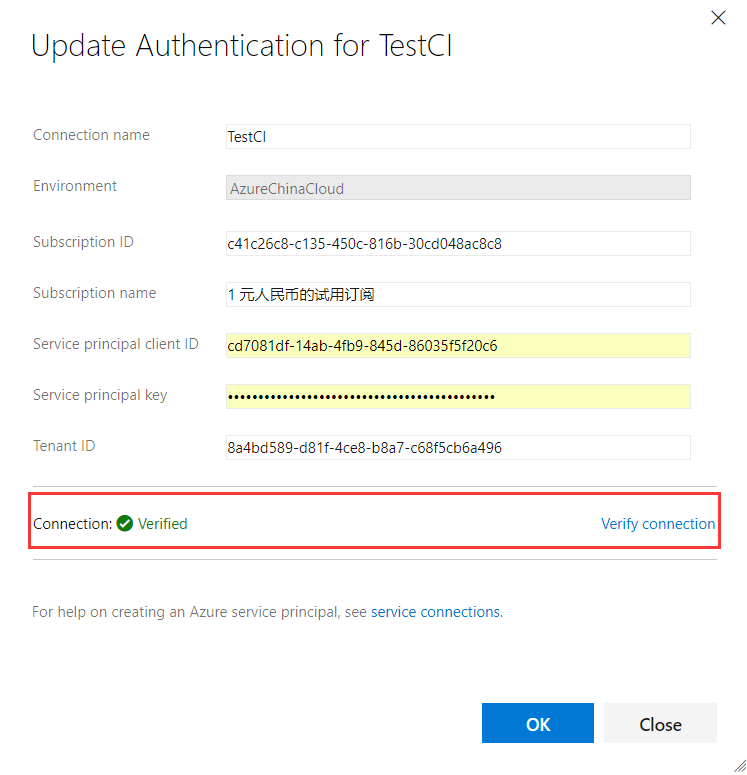 Update Authentication for TestCI
Connection name
TestCI
Environment
AzureChinaCloud
Subscription ID
c41c26c8-c135-450c-816b-30cd048ac8c8
Subscription name
1 元人民币的试用订阅
Service principal client ID
cd7081df-14ab-4fb9-845d-86035f5f20c6
Service principal key
Tenant ID
8a4bd589-d81f-4ce8-b8a7-c68f5cb6a496
Connection: Verified
Verify connection
For help on creating an Azure service principal, see service connections.
OK
Close